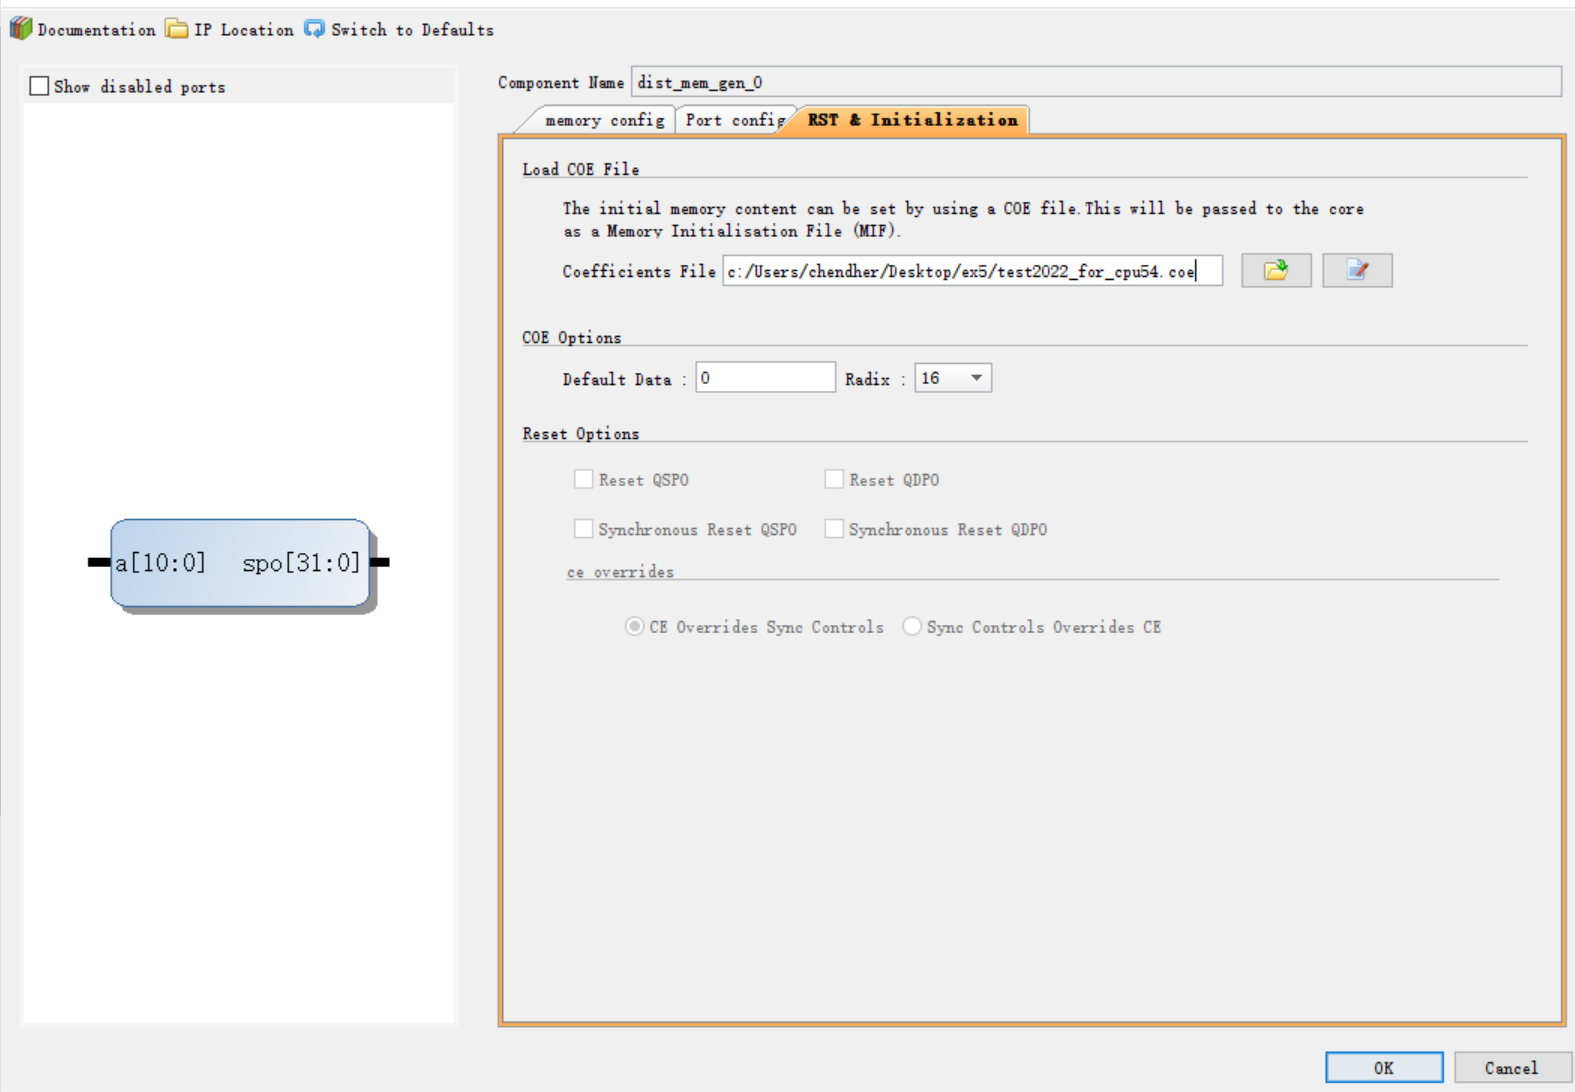 Documentation IP Location Switch to Defaults
Show disabled ports
a[10:0] spo[31:0]
Component Name dist_mem_gen_0
memory config Port config RST & Initialization
Load COE File
The initial memory content can be set by using a COE file.This will be passed to the core
as a Memory Initialisation File (MIF).
Coefficients File c:/Users/chendher/Desktop/ex5/test2022_for_cpu54.coe
COE Options
Default Data : 0 Radix : 16
Reset Options
Reset QSPO Reset QDPO
Synchronous Reset QSPO Synchronous Reset QDPO
ce overrides
CE Overrides Sync Controls Sync Controls Overrides CE
OK Cancel